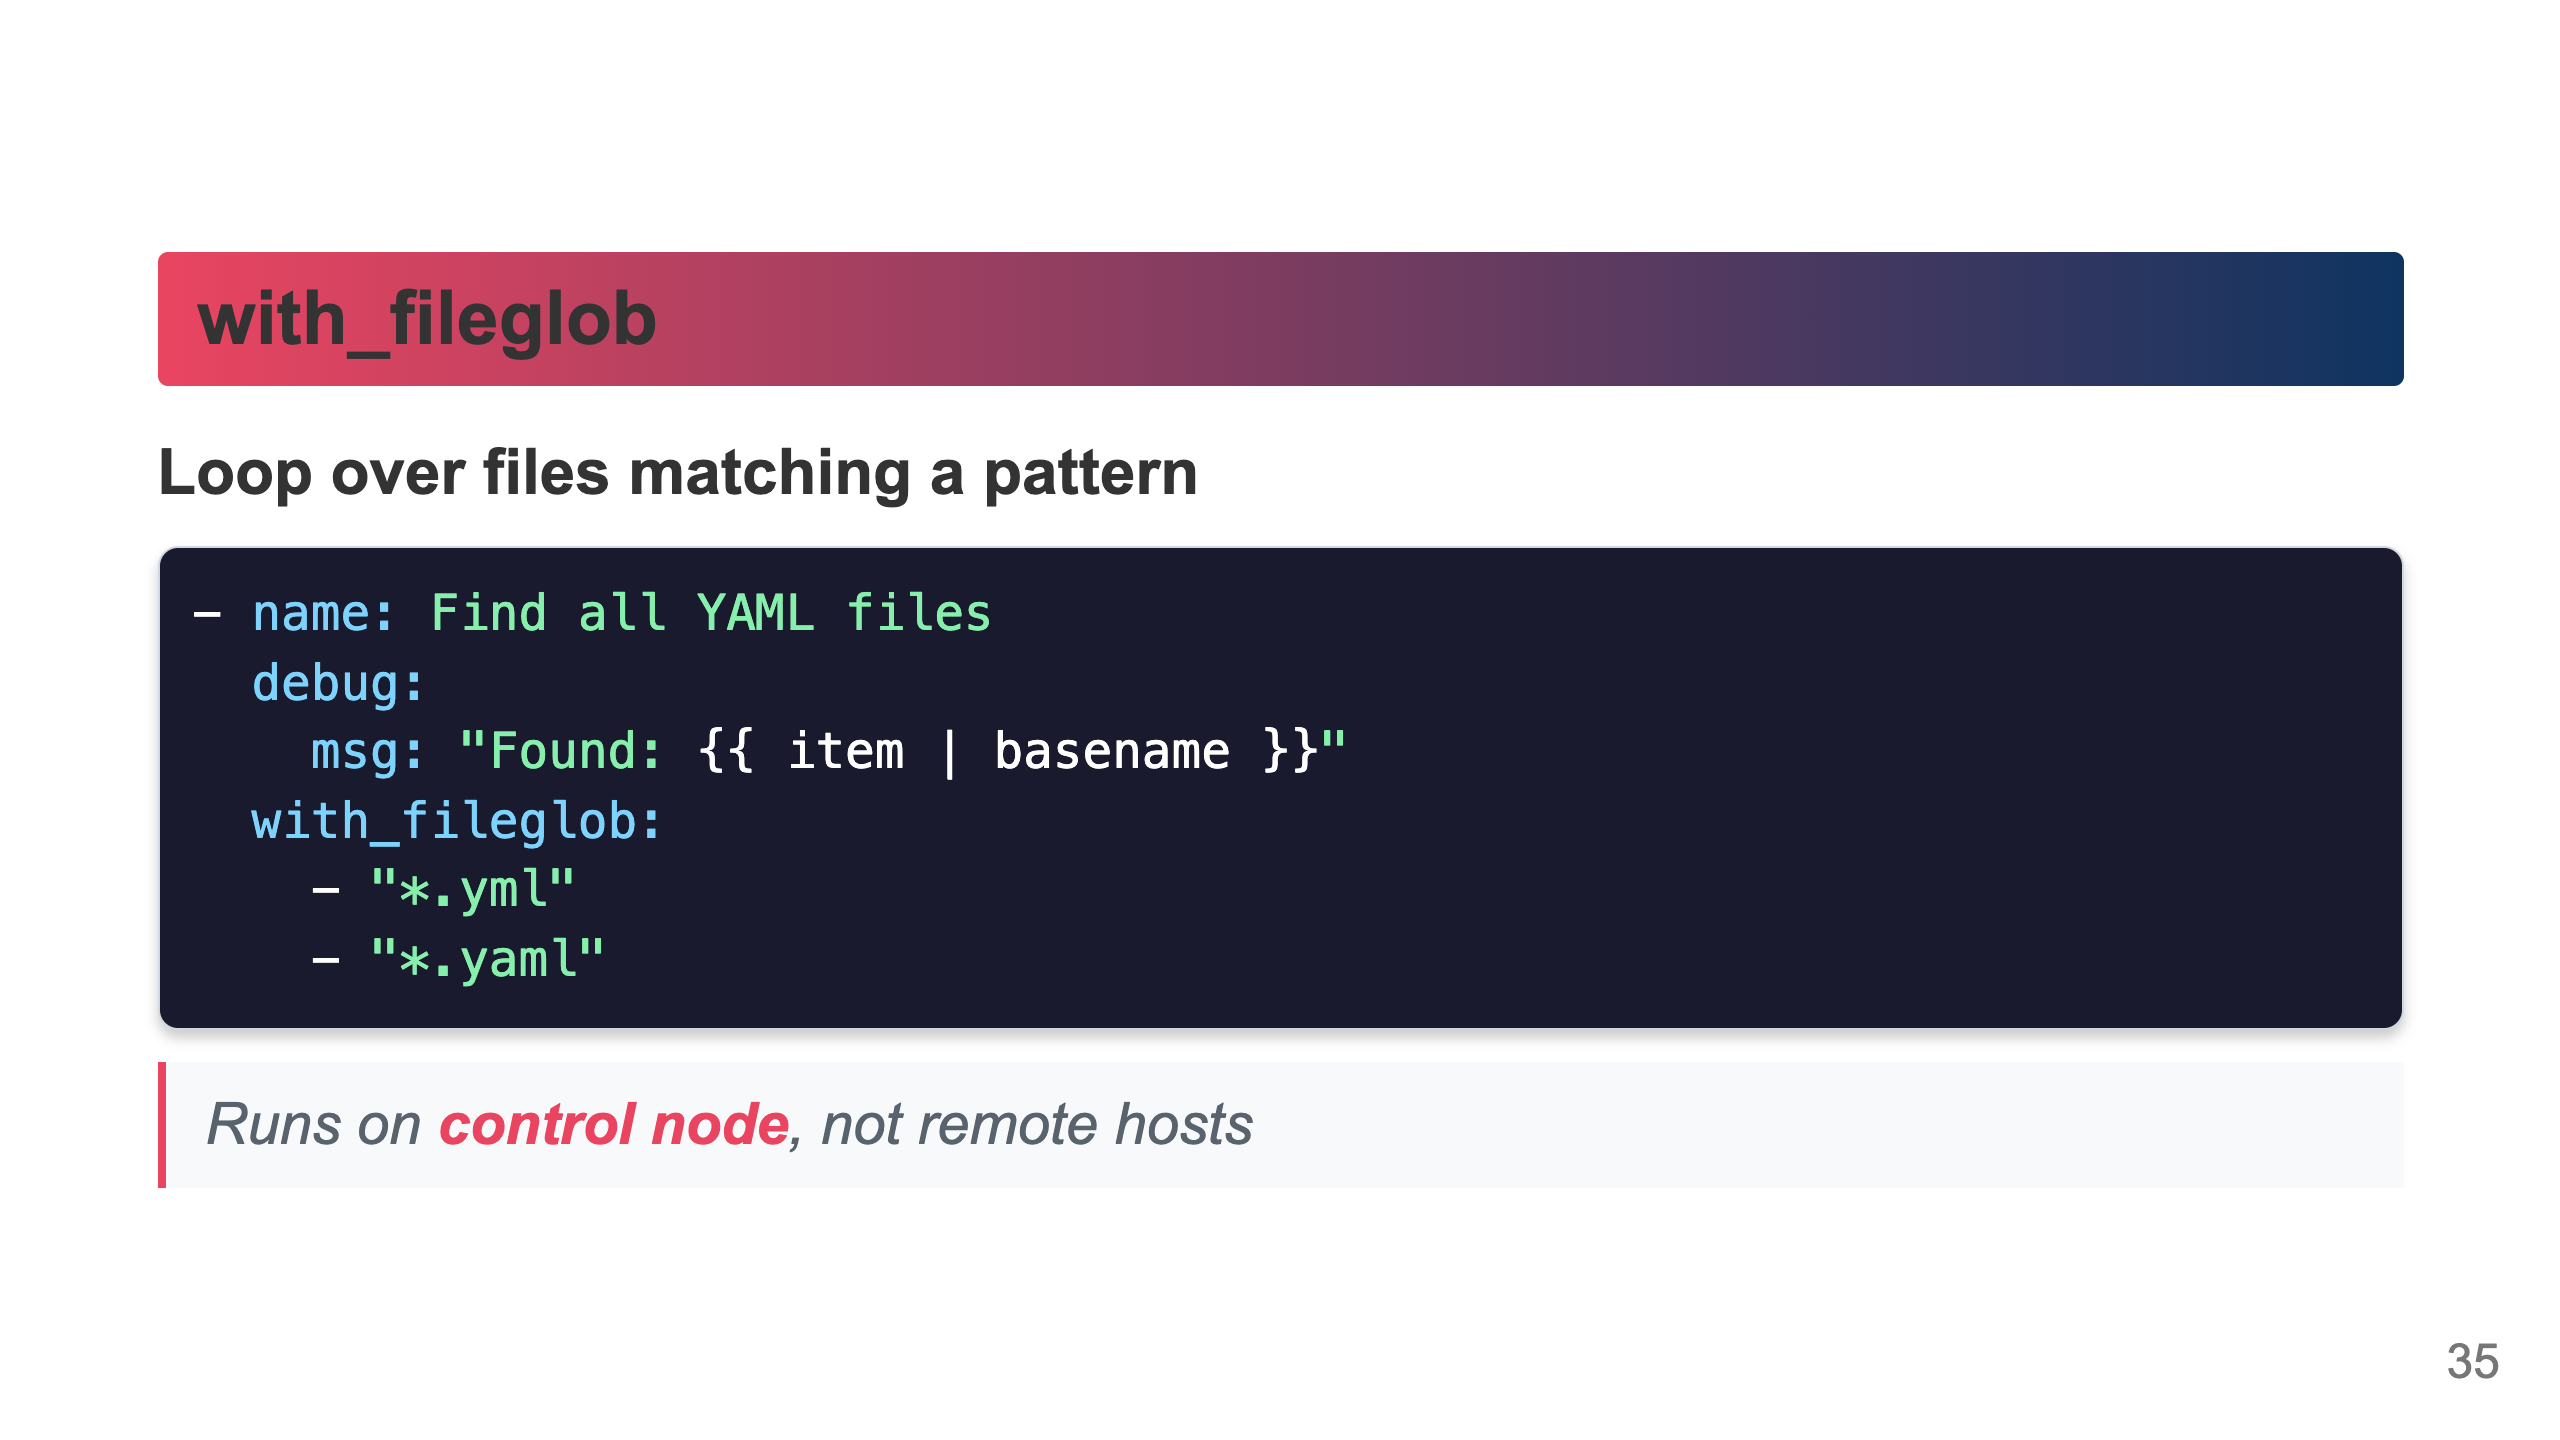 with_fileglob
Loop over files matching a pattern
- name: Find all YAML files
  debug:
    msg: "Found: {{ item | basename }}"
  with_fileglob:
    - "*.yml"
    - "*.yaml"
Runs on control node, not remote hosts
35